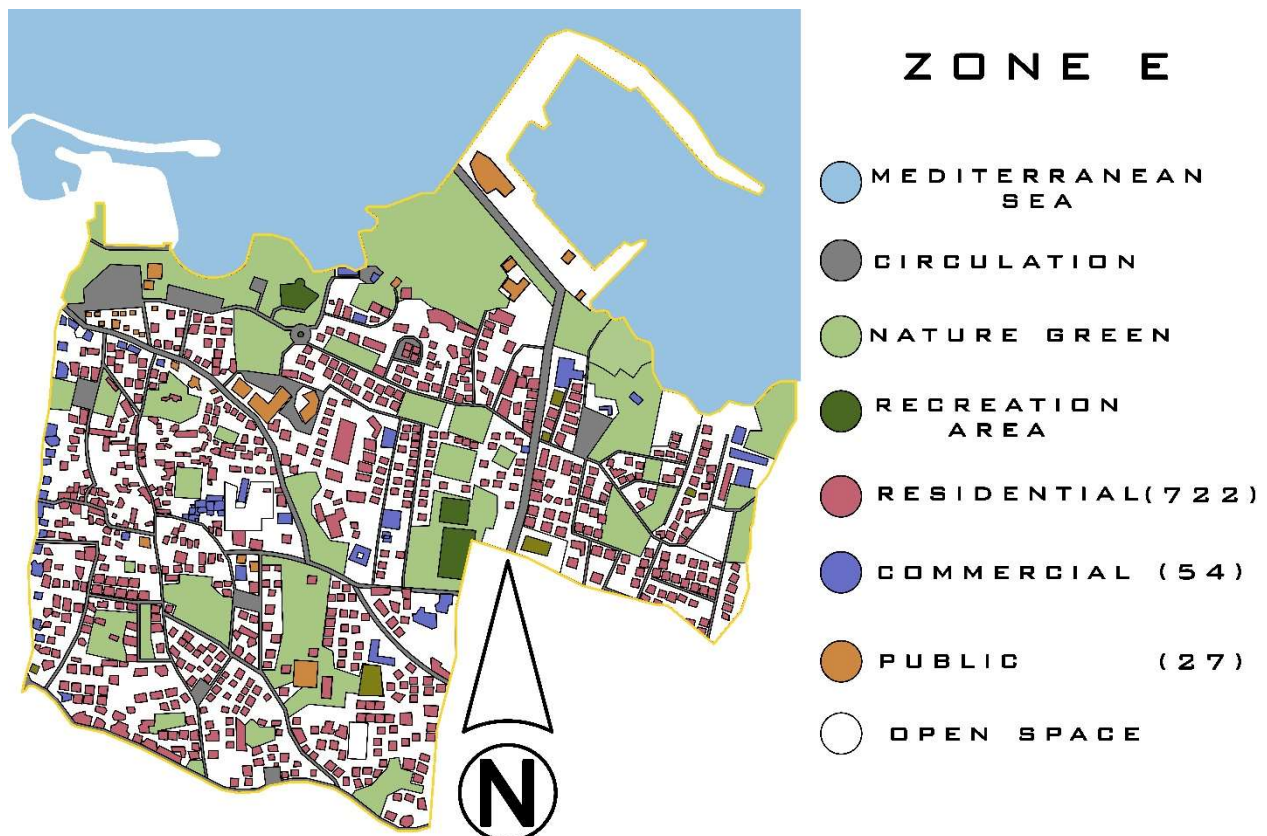 ZONE E
MEDITERRANEAN
SEA
CIRCULATION
NATURE GREEN
RECREATION
AREA
RESIDENTIAL(722)
COMMERCIAL (54)
PUBLIC (27)
OPEN SPACE
N